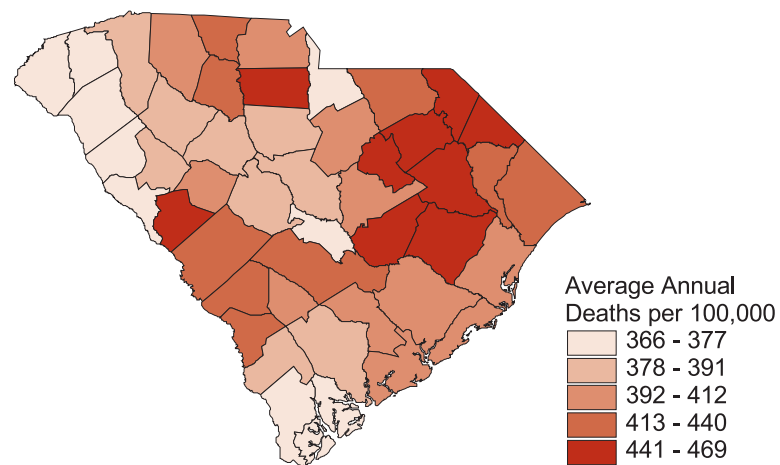 Average Annual
Deaths per 100,000
366 - 377
378 - 391
392 - 412
413 - 440
441 - 469